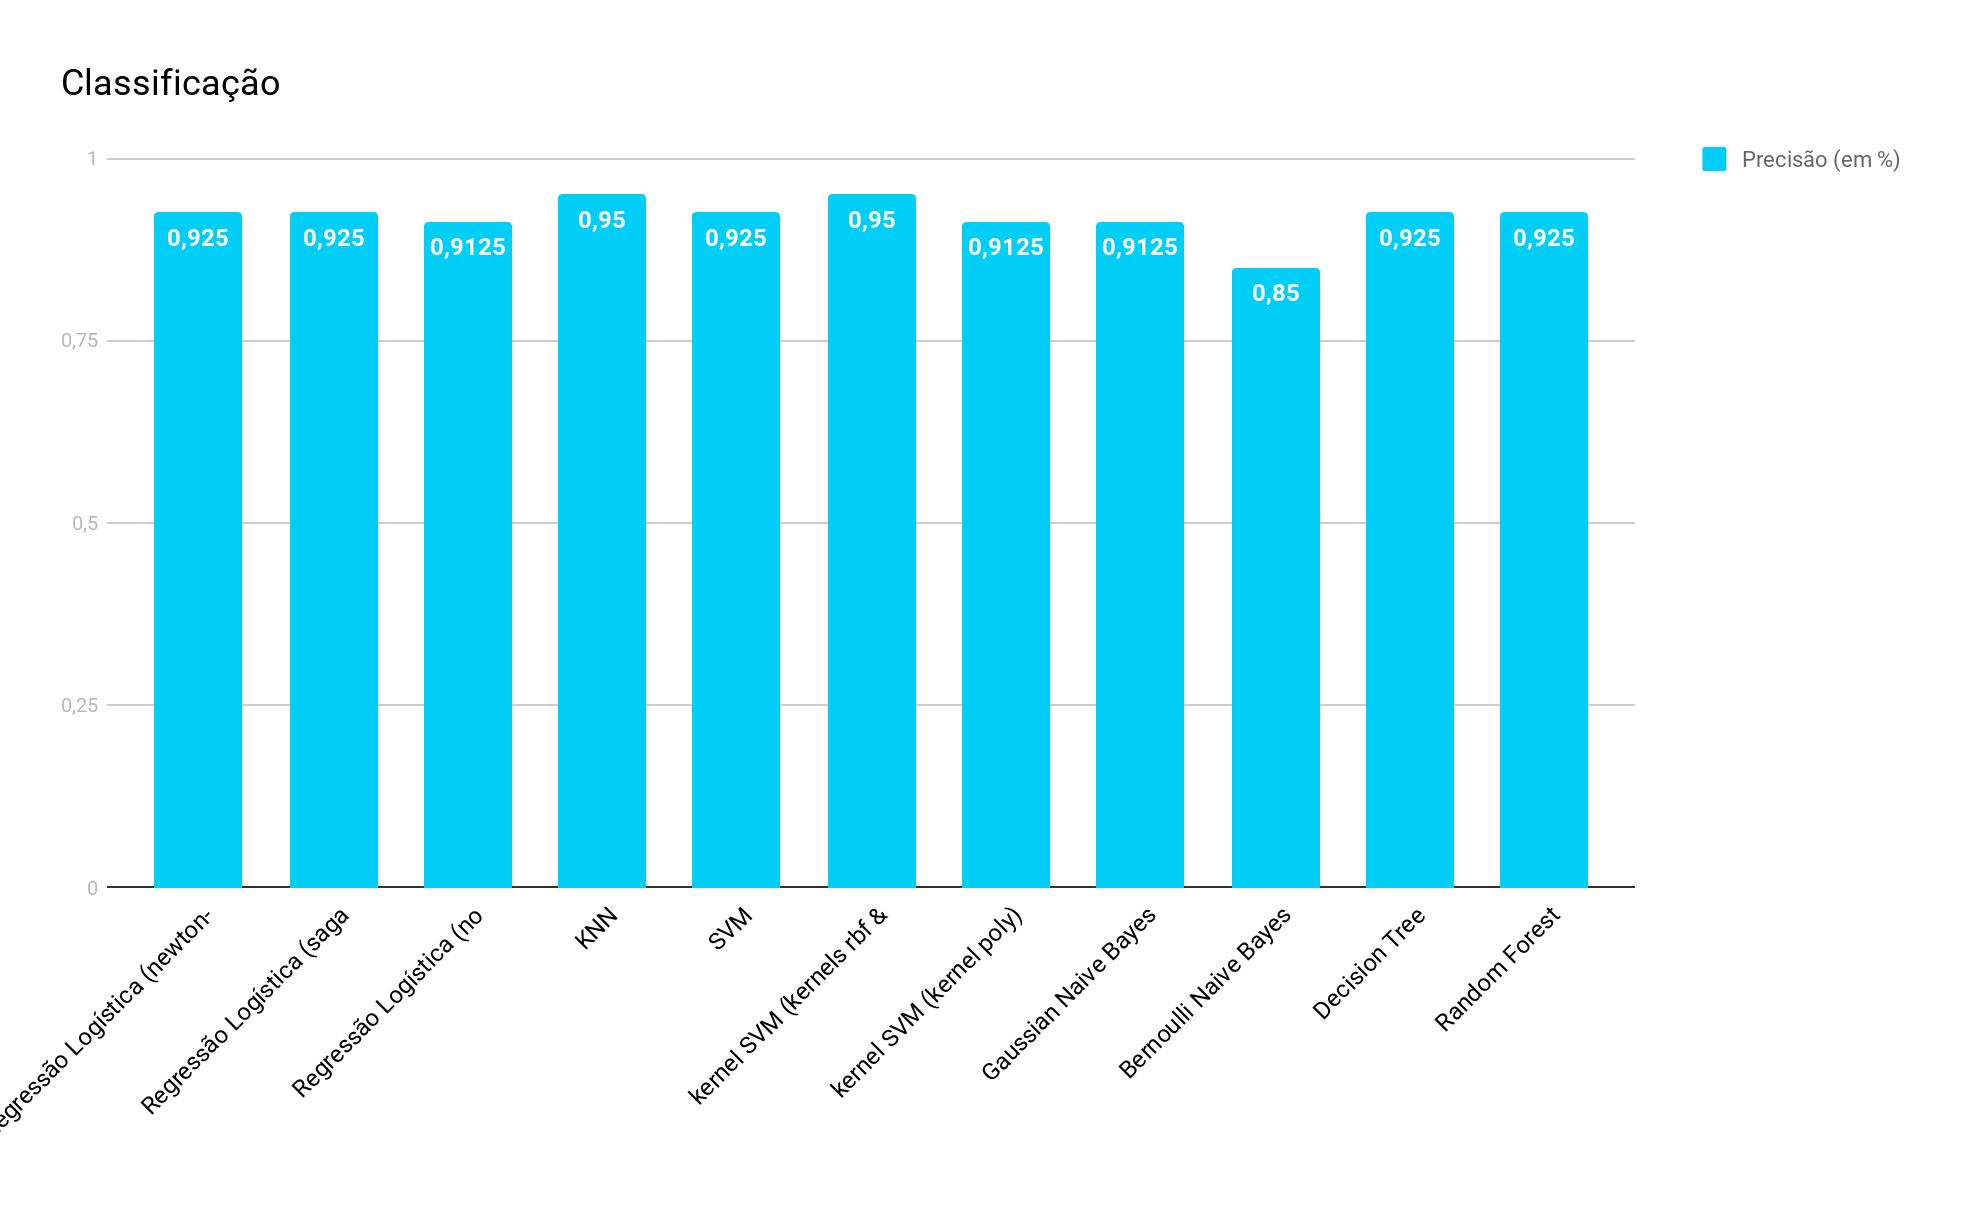 Classificação
Precisão (em %)
1
0,75
0,5
0,25
0
0,925
0,925
0,9125
0,95
0,925
0,95
0,9125
0,9125
0,85
0,925
0,925
Logística (newton-
Regressão Logística (saga
Regressão Logística (no
KNN
SVM
kernel SVM (kernels rbf &
kernel SVM (kernel poly)
Gaussian Naive Bayes
Bernoulli Naive Bayes
Decision Tree
Random Forest